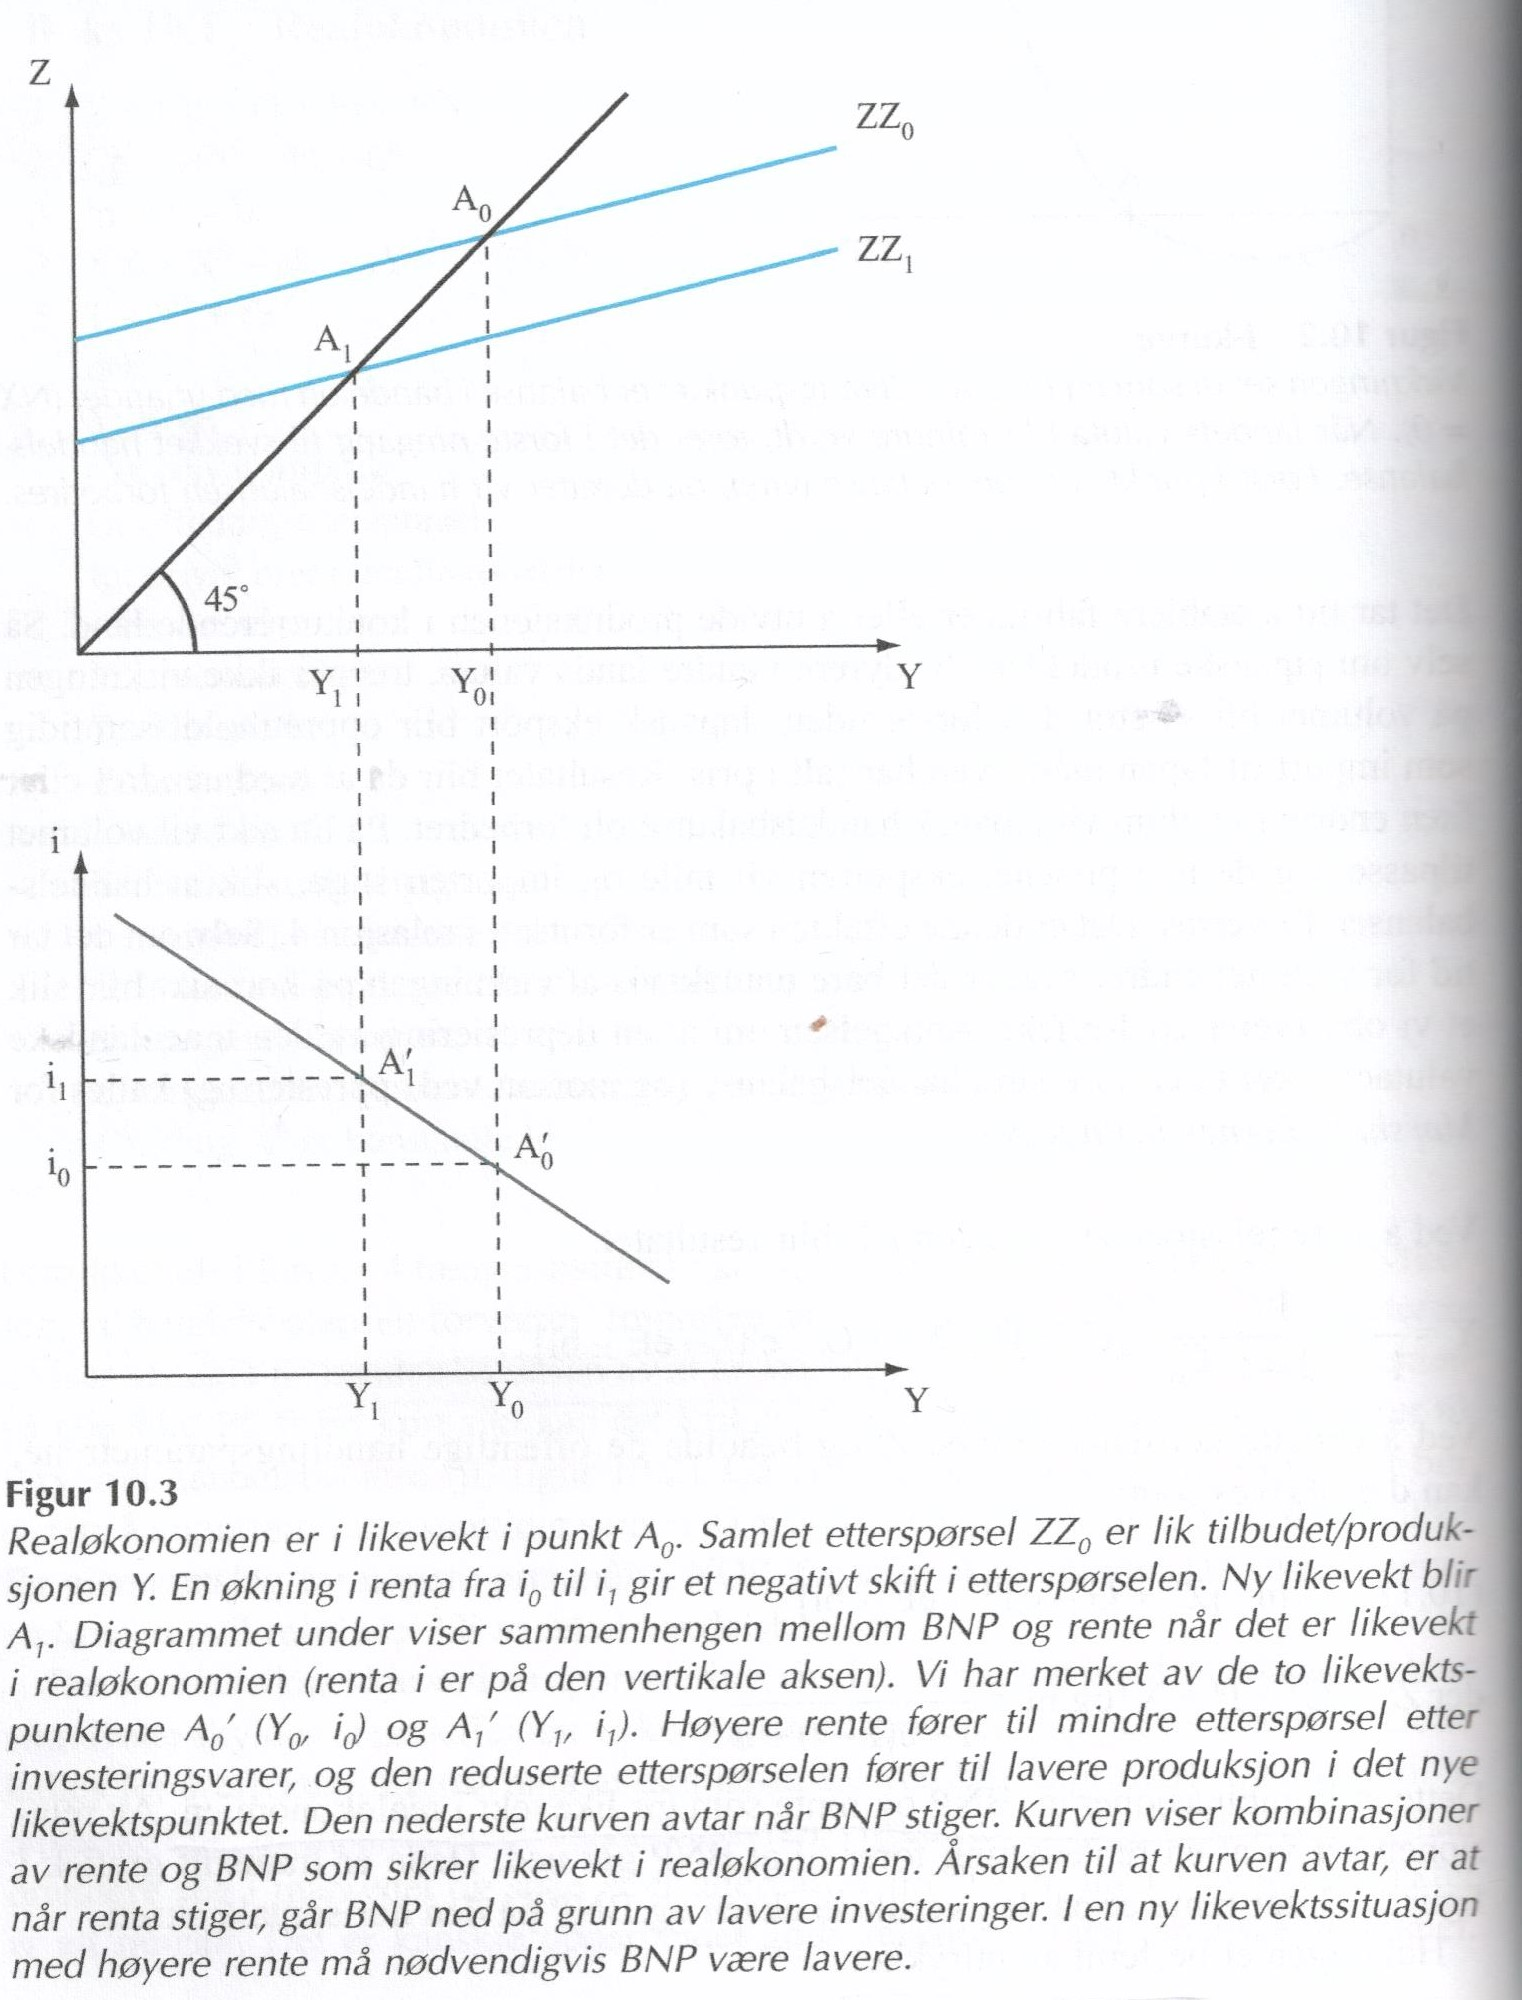 Z
ZZ0
A0
ZZ1
A1
45°
Y1 Y0 Y
i
i1 A1′
i0 A0′
Y1 Y0 Y
Figur 10.3
Realøkonomien er i likevekt i punkt A0. Samlet etterspørsel ZZ0 er lik tilbudet/produk-
sjonen Y. En økning i renta fra i0 til i1 gir et negativt skift i etterspørselen. Ny likevekt blir
A1. Diagrammet under viser sammenhengen mellom BNP og rente når det er likevekt
i realøkonomien (renta i er på den vertikale aksen). Vi har merket av de to likevekts-
punktene A0′ (Y0, i0) og A1′ (Y1, i1). Høyere rente fører til mindre etterspørsel etter
investeringsvarer, og den reduserte etterspørselen fører til lavere produksjon i det nye
likevektspunktet. Den nederste kurven avtar når BNP stiger. Kurven viser kombinasjoner
av rente og BNP som sikrer likevekt i realøkonomien. Årsaken til at kurven avtar, er at
når renta stiger, går BNP ned på grunn av lavere investeringer. I en ny likevektssituasjon
med høyere rente må nødvendigvis BNP være lavere.